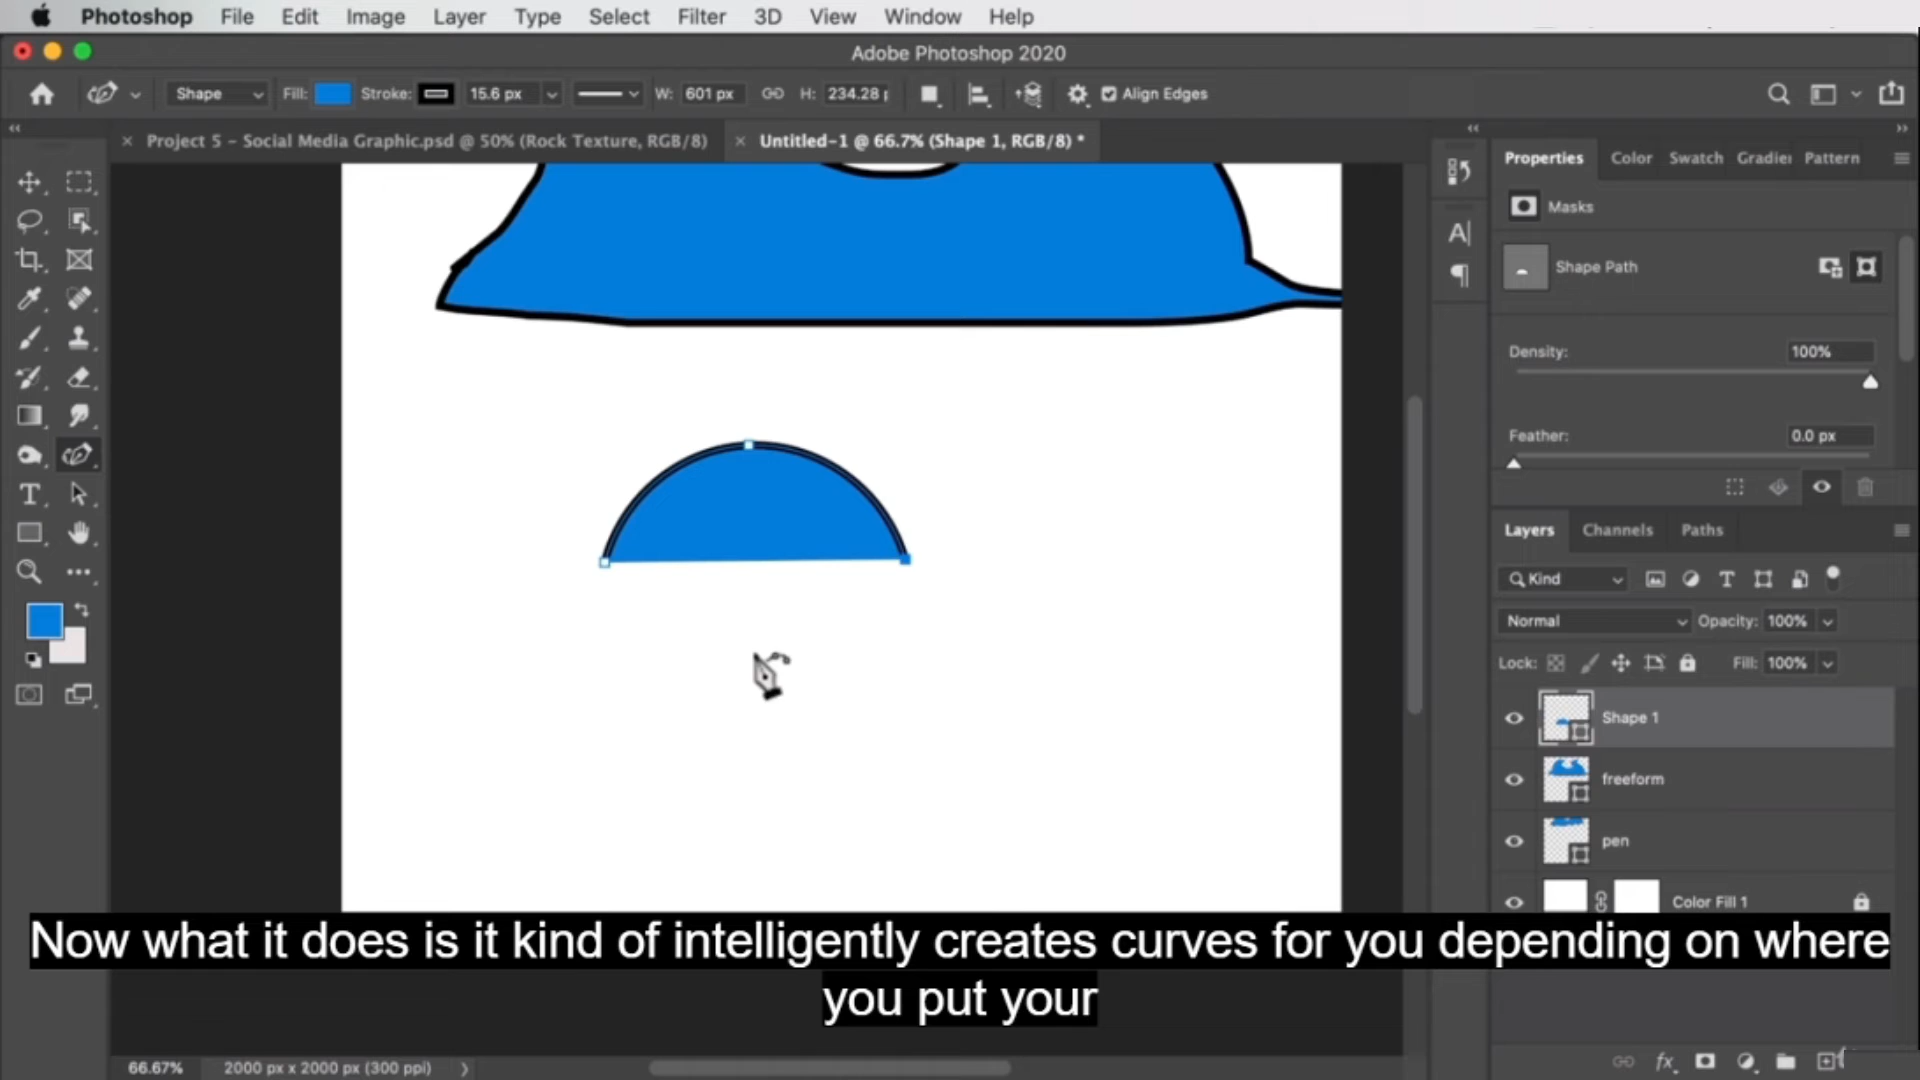 Photoshop File Edit Image Layer Type Select Filter 3D View Window Help
Adobe Photoshop 2020
Shape Fill: Stroke: 15.6 px W: 601 px H: 234.28 p Align Edges
Project 5 - Social Media Graphic.psd @ 50% (Rock Texture, RGB/8) Untitled-1 @ 66.7% (Shape 1, RGB/8) *
Properties Color Swatch Gradie Pattern
Masks
Shape Path
Density: 100%
Feather: 0.0 px
Layers Channels Paths
Kind
Normal Opacity: 100%
Lock: Fill: 100%
Shape 1
freeform
pen
Color Fill 1
Now what it does is it kind of intelligently creates curves for you depending on where
you put your
66.67% 2000 px x 2000 px (300 ppi)